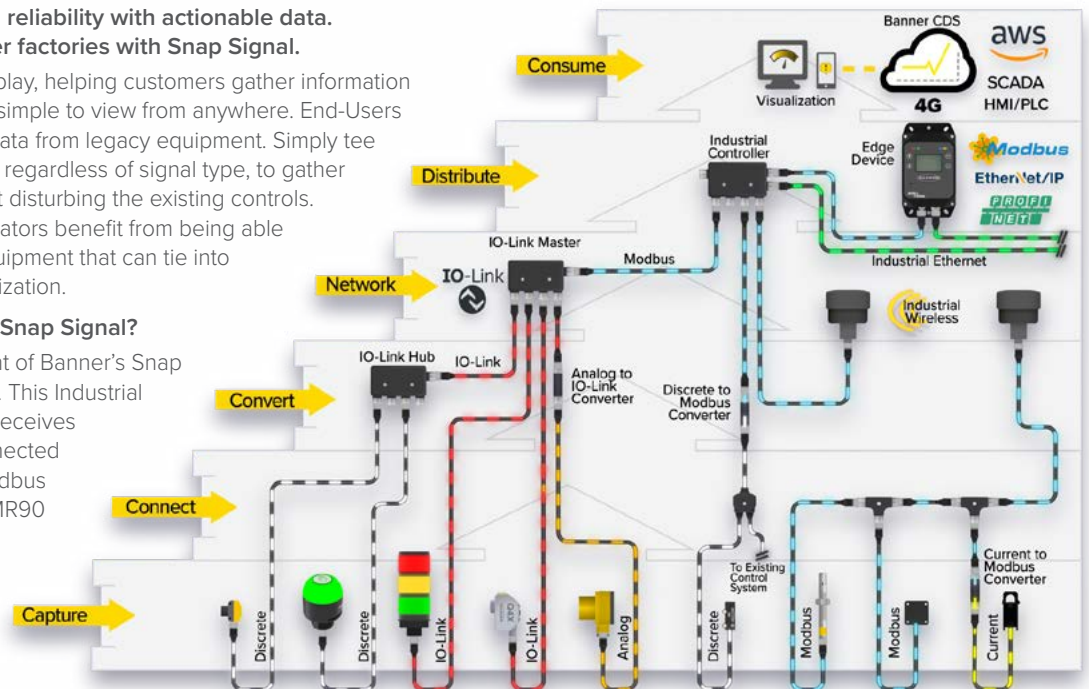 reliability with actionable data.
er factories with Snap Signal.
play, helping customers gather information
simple to view from anywhere. End-Users
ata from legacy equipment. Simply tee
regardless of signal type, to gather
t disturbing the existing controls.
ators benefit from being able
quipment that can tie into
ization.
Snap Signal?
nt of Banner's Snap
. This Industrial
receives
nected
dbus
MR90
Consume
Visualization
Banner CDS
4G
aws
SCADA
HMI/PLC
Distribute
Industrial
Controller
Edge
Device
Modbus
EtherNet/IP
PROFI
NET
Industrial Ethernet
Network
IO-Link
IO-Link Master
Modbus
Industrial
Wireless
Convert
IO-Link Hub
IO-Link
Analog to
IO-Link
Converter
Discrete to
Modbus
Converter
Connect
To Existing
Control
System
Current to
Modbus
Converter
Capture
Discrete
Discrete
IO-Link
Q4X
IO-Link
Analog
Discrete
Modbus
Modbus
Current